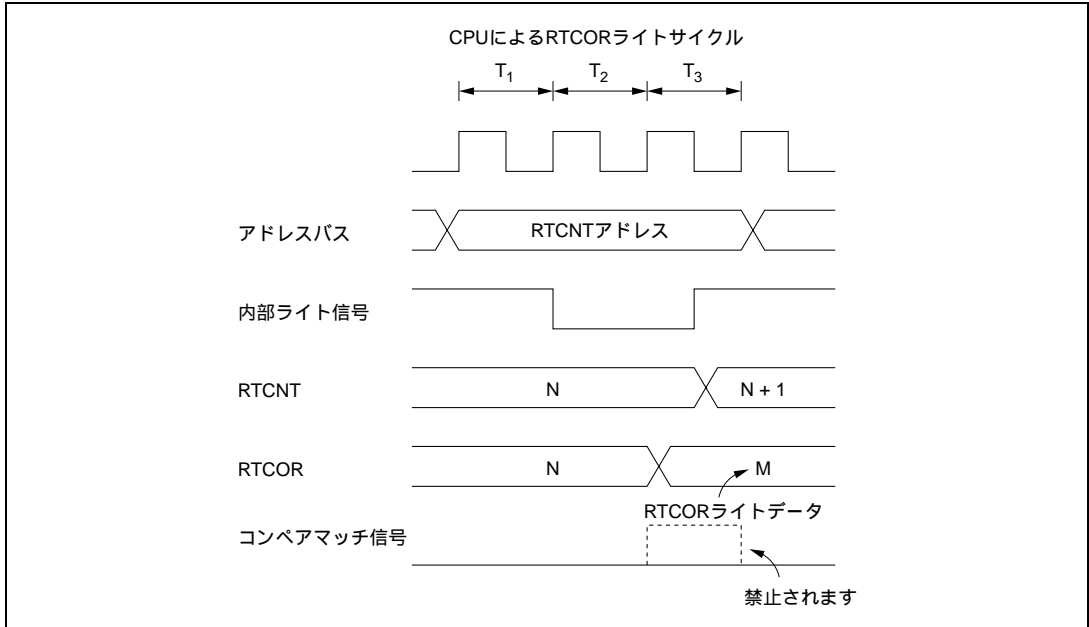 CPUによるRTCORライトサイクル
T1 T2 T3
アドレスバス RTCNTアドレス
内部ライト信号
RTCNT N N + 1
RTCOR N M
RTCORライトデータ
コンペアマッチ信号
禁止されます